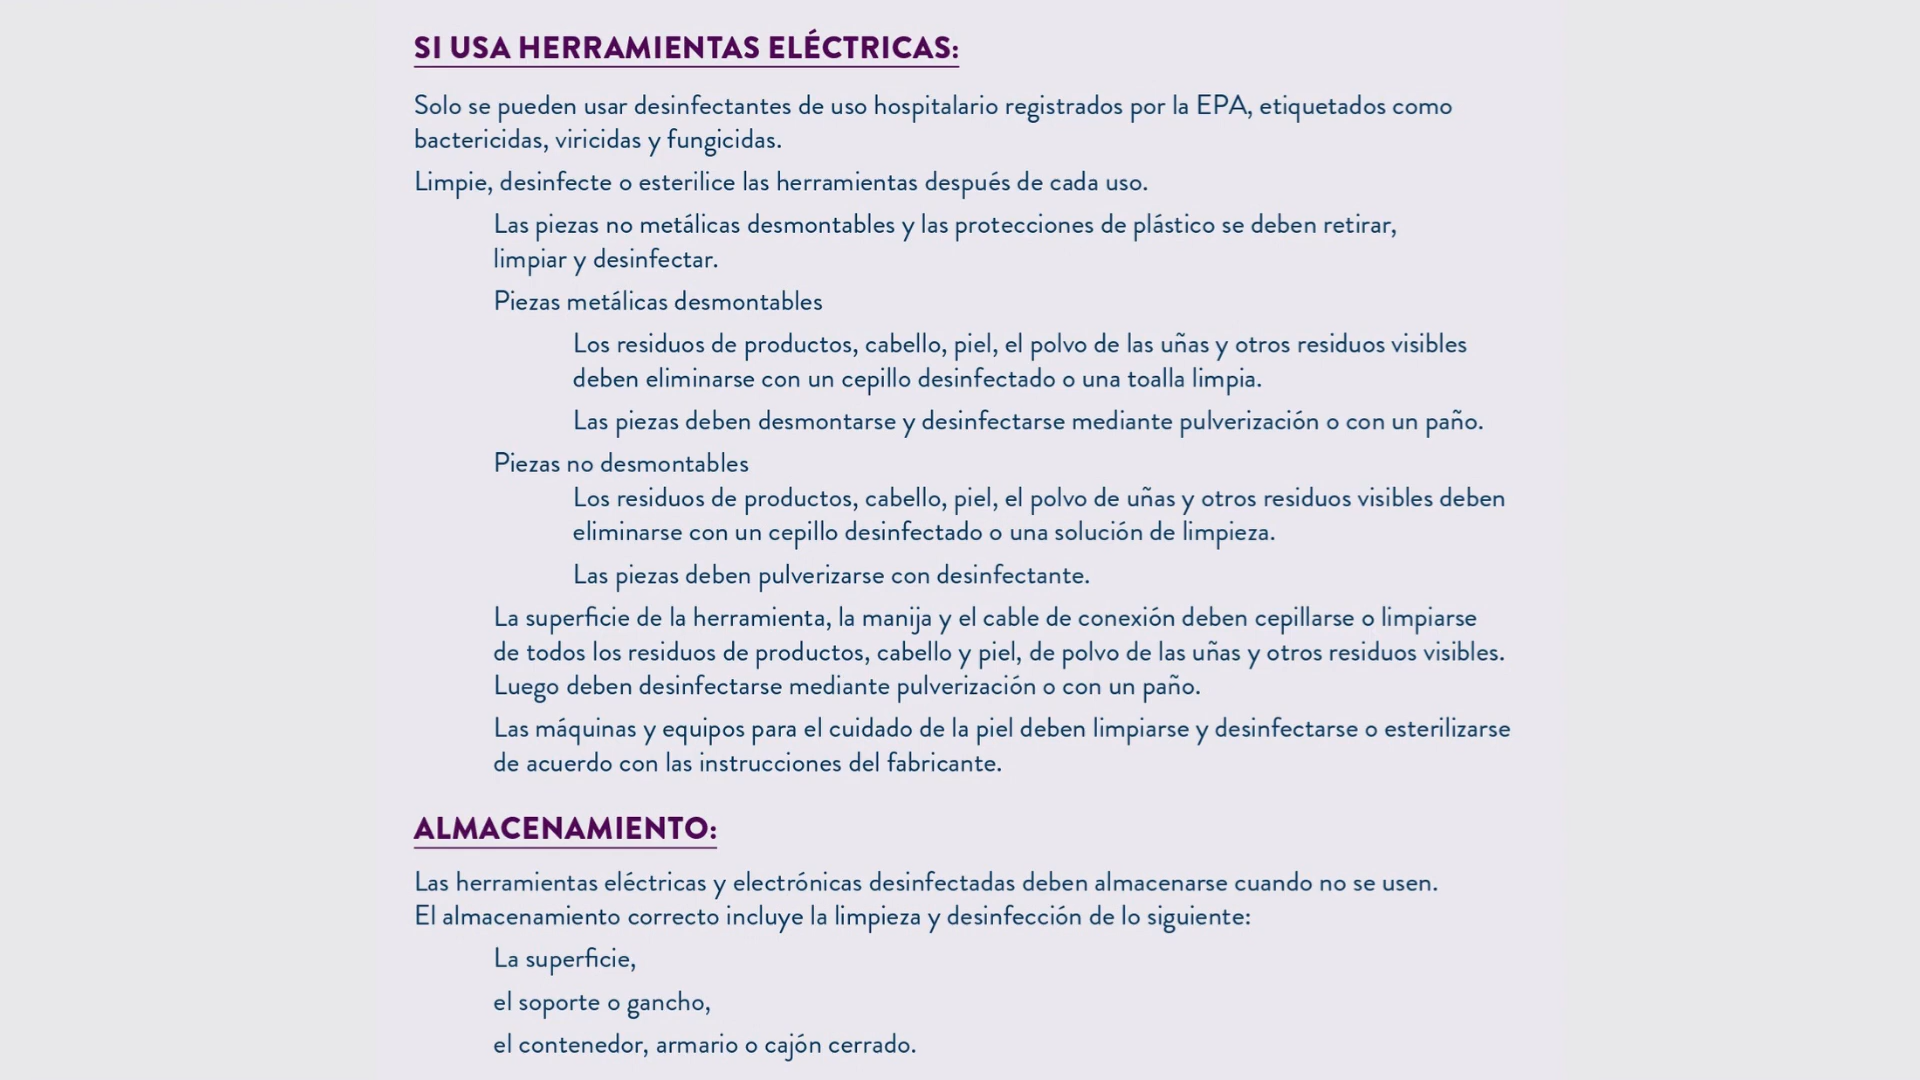 SI USA HERRAMIENTAS ELÉCTRICAS:
Solo se pueden usar desinfectantes de uso hospitalario registrados por la EPA, etiquetados como
bactericidas, viricidas y fungicidas.
Limpie, desinfecte o esterilice las herramientas después de cada uso.
Las piezas no metálicas desmontables y las protecciones de plástico se deben retirar,
limpiar y desinfectar.
Piezas metálicas desmontables
Los residuos de productos, cabello, piel, el polvo de las uñas y otros residuos visibles
deben eliminarse con un cepillo desinfectado o una toalla limpia.
Las piezas deben desmontarse y desinfectarse mediante pulverización o con un paño.
Piezas no desmontables
Los residuos de productos, cabello, piel, el polvo de uñas y otros residuos visibles deben
eliminarse con un cepillo desinfectado o una solución de limpieza.
Las piezas deben pulverizarse con desinfectante.
La superficie de la herramienta, la manija y el cable de conexión deben cepillarse o limpiarse
de todos los residuos de productos, cabello y piel, de polvo de las uñas y otros residuos visibles.
Luego deben desinfectarse mediante pulverización o con un paño.
Las máquinas y equipos para el cuidado de la piel deben limpiarse y desinfectarse o esterilizarse
de acuerdo con las instrucciones del fabricante.
ALMACENAMIENTO:
Las herramientas eléctricas y electrónicas desinfectadas deben almacenarse cuando no se usen.
El almacenamiento correcto incluye la limpieza y desinfección de lo siguiente:
La superficie,
el soporte o gancho,
el contenedor, armario o cajón cerrado.